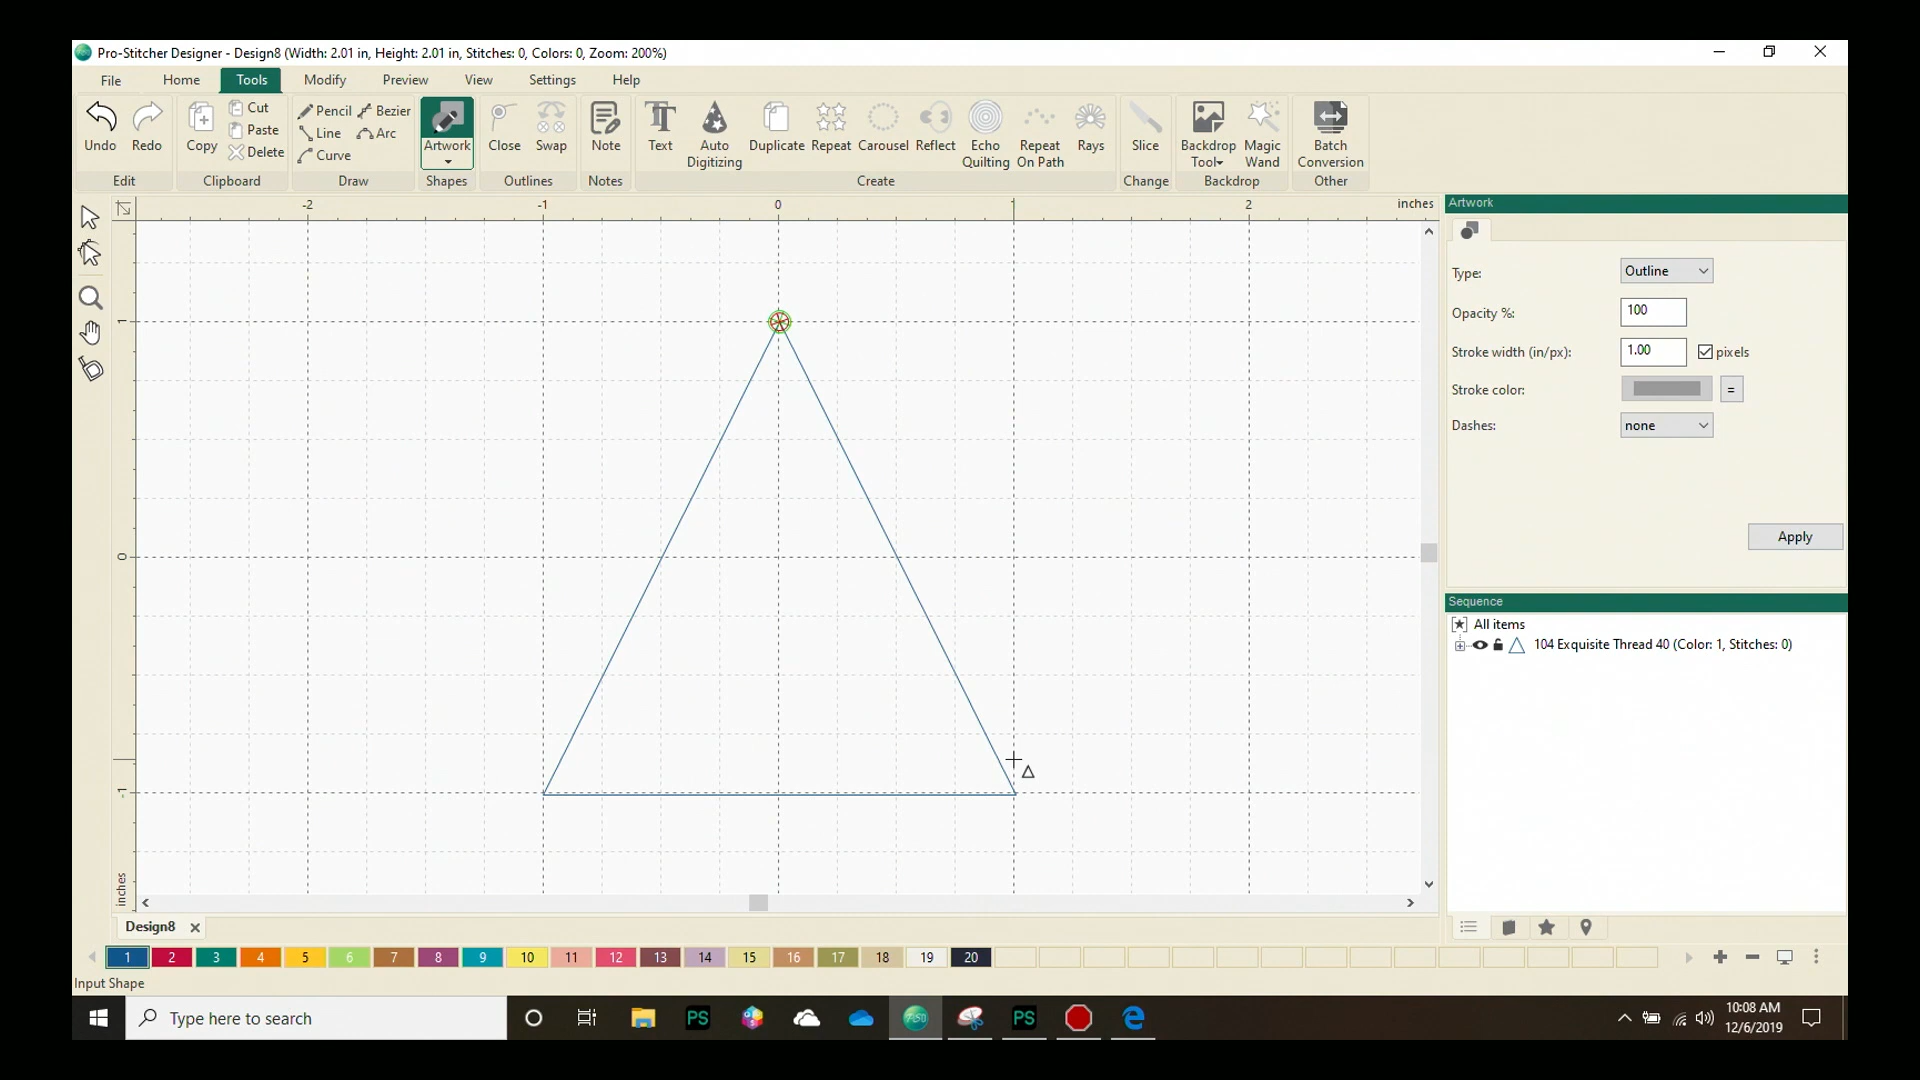 Pro-Stitcher Designer - Design8 (Width: 2.01 in, Height: 2.01 in, Stitches: 0, Colors: 0, Zoom: 200%)
File Home Tools Modify Preview View Settings Help
Undo Redo Copy Cut Paste Delete Pencil Bezier Line Arc Curve Artwork Close Swap Note Text Auto Digitizing Duplicate Repeat Carousel Reflect Echo Quilting Repeat On Path Rays Slice Backdrop Tool Magic Wand Batch Conversion
Edit Clipboard Draw Shapes Outlines Notes Create Change Backdrop Other
-2 -1 0 1 2 inches
1
0
-1
inches
Artwork
Type: Outline
Opacity %: 100
Stroke width (in/px): 1.00 pixels
Stroke color: =
Dashes: none
Apply
Sequence
All items
104 Exquisite Thread 40 (Color: 1, Stitches: 0)
Design8
1 2 3 4 5 6 7 8 9 10 11 12 13 14 15 16 17 18 19 20
Input Shape
Type here to search
PS
PS
10:08 AM
12/6/2019